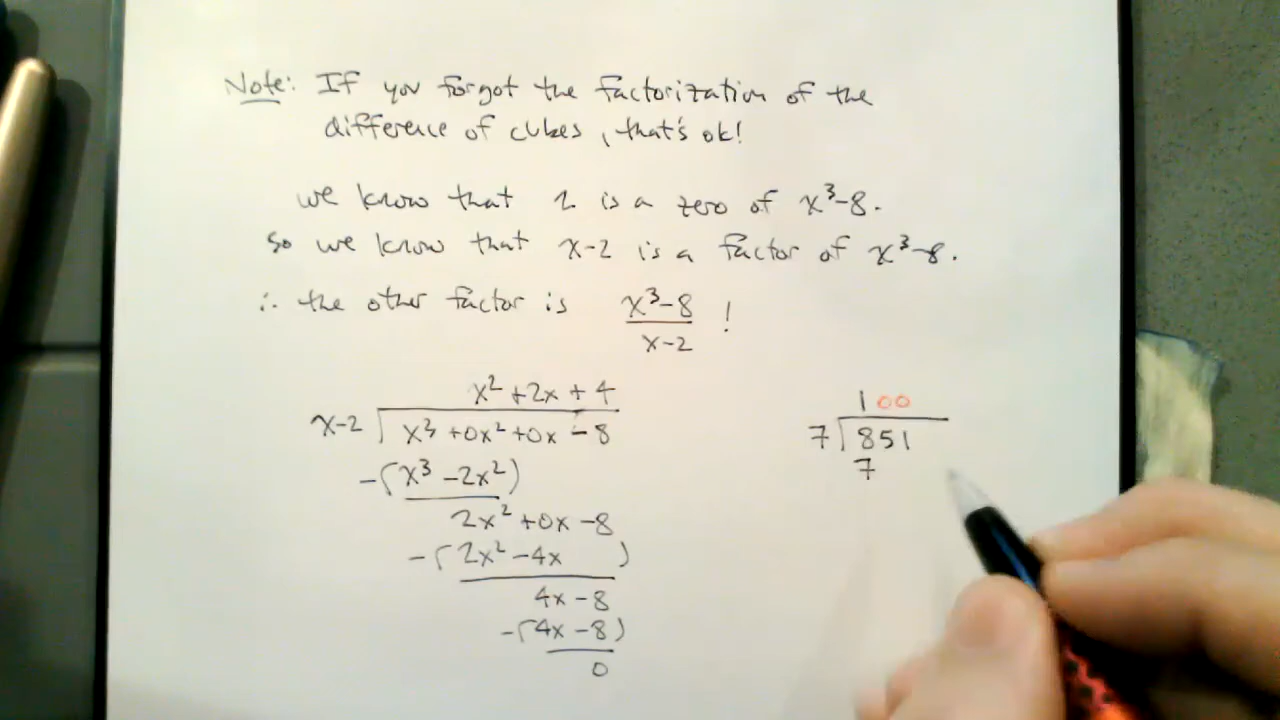 Note: If you forgot the factorization of the
difference of cubes, that's ok!
we know that 2 is a zero of x³-8.
So we know that x-2 is a factor of x³-8.
∴ the other factor is x³-8 / x-2 !
x² + 2x + 4
x-2 ) x³ + 0x² + 0x - 8
-(x³ - 2x²)
2x² + 0x - 8
-(2x² - 4x )
4x - 8
-(4x - 8)
0
100
7 ) 851
7